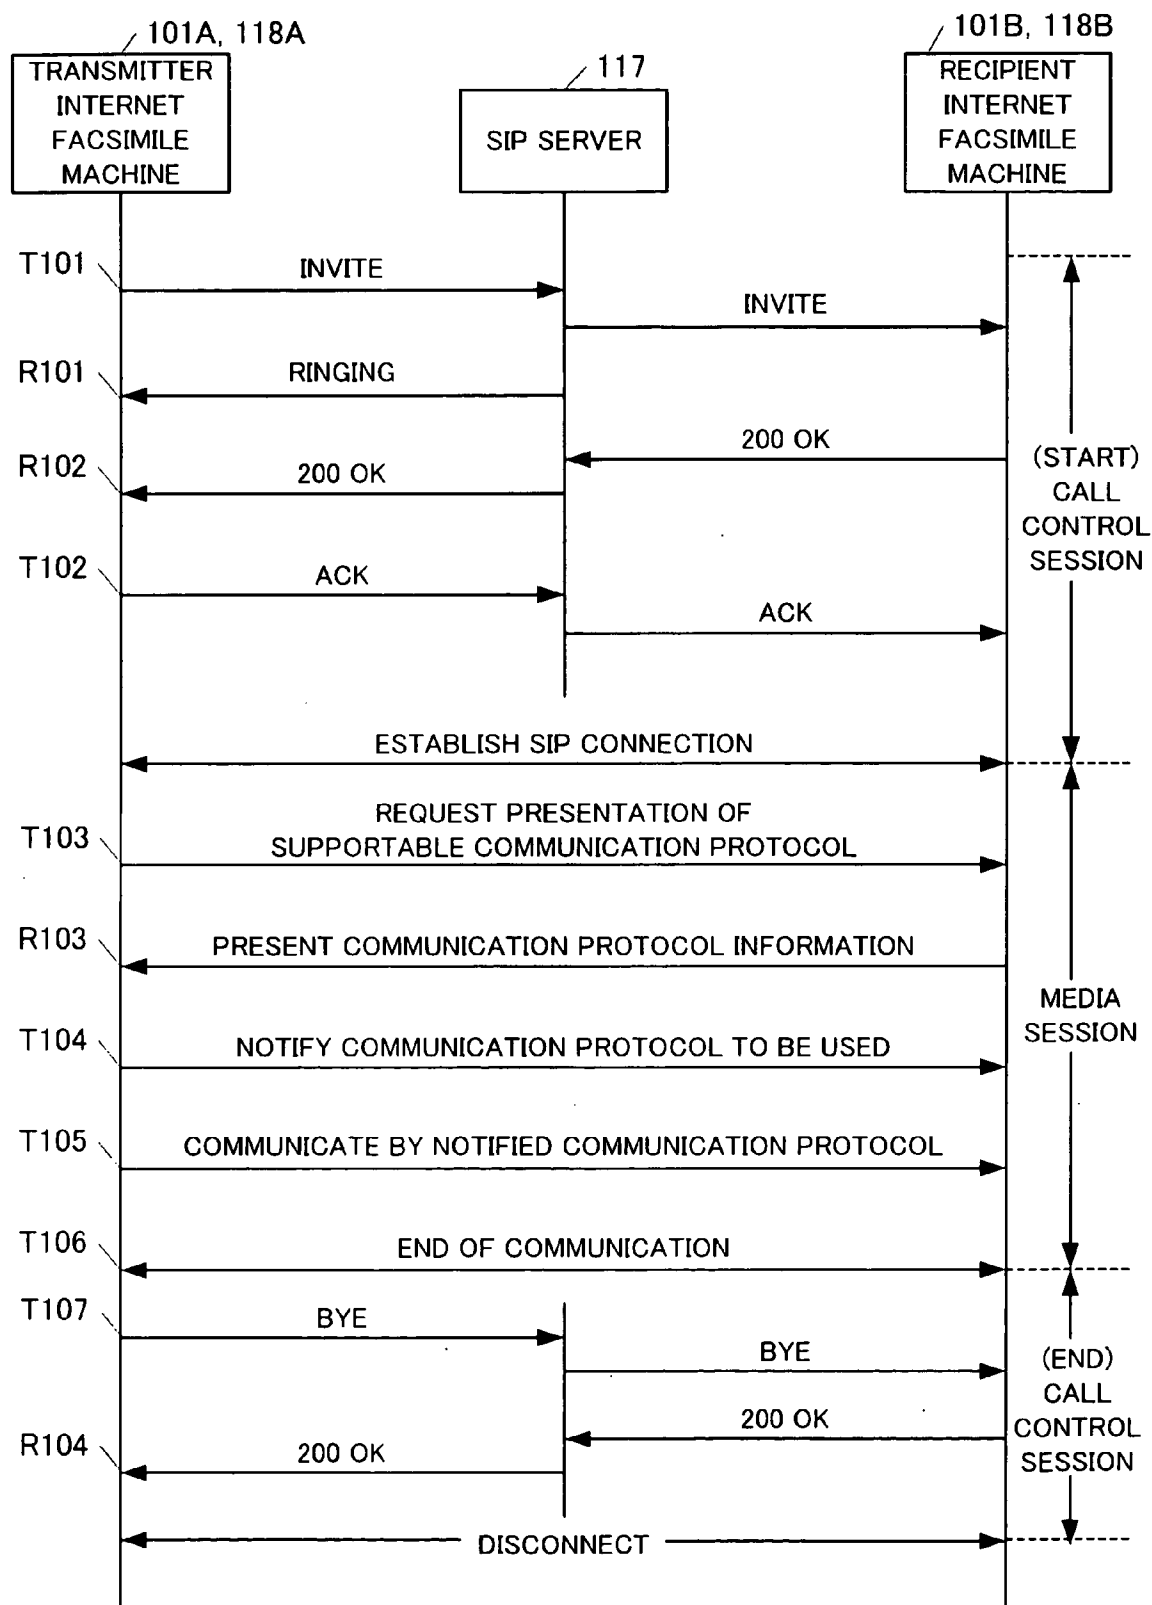 101A, 118A
TRANSMITTER
INTERNET
FACSIMILE
MACHINE
117
SIP SERVER
101B, 118B
RECIPIENT
INTERNET
FACSIMILE
MACHINE
T101
INVITE
INVITE
R101
RINGING
200 OK
R102
200 OK
(START)
CALL
CONTROL
SESSION
T102
ACK
ACK
ESTABLISH SIP CONNECTION
T103
REQUEST PRESENTATION OF
SUPPORTABLE COMMUNICATION PROTOCOL
R103
PRESENT COMMUNICATION PROTOCOL INFORMATION
MEDIA
SESSION
T104
NOTIFY COMMUNICATION PROTOCOL TO BE USED
T105
COMMUNICATE BY NOTIFIED COMMUNICATION PROTOCOL
T106
END OF COMMUNICATION
T107
BYE
BYE
(END)
CALL
CONTROL
SESSION
200 OK
R104
200 OK
DISCONNECT